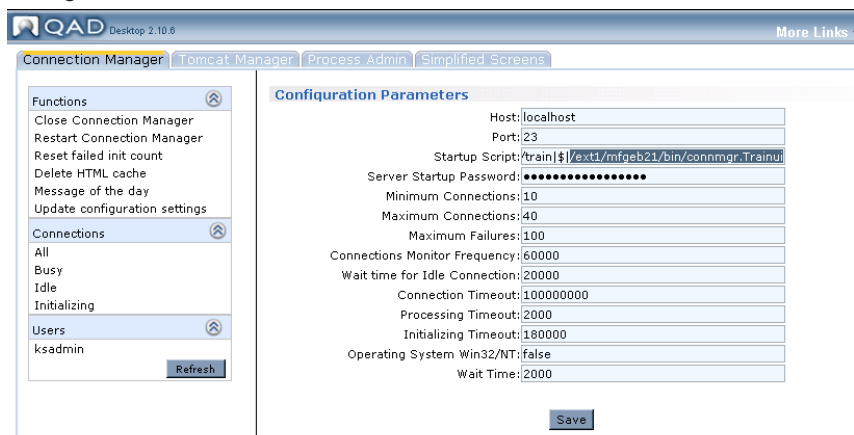 QAD Desktop 2.10.6
More Links
Connection Manager Tomcat Manager Process Admin Simplified Screens
Functions
Close Connection Manager
Restart Connection Manager
Reset failed init count
Delete HTML cache
Message of the day
Update configuration settings
Connections
All
Busy
Idle
Initializing
Users
ksadmin
Refresh
Configuration Parameters
Host: localhost
Port: 23
Startup Script: /train|$|/ext1/mfgeb21/bin/connmgr.Trainui
Server Startup Password: •••••••••••••••••
Minimum Connections: 10
Maximum Connections: 40
Maximum Failures: 100
Connections Monitor Frequency: 60000
Wait time for Idle Connection: 20000
Connection Timeout: 100000000
Processing Timeout: 2000
Initializing Timeout: 180000
Operating System Win32/NT: false
Wait Time: 2000
Save